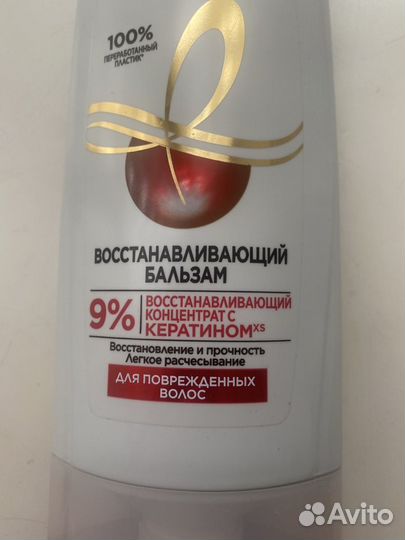 100%
ПЕРЕРАБОТАННЫЙ
ПЛАСТИК*
ВОССТАНАВЛИВАЮЩИЙ
БАЛЬЗАМ
9% ВОССТАНАВЛИВАЮЩИЙ
КОНЦЕНТРАТ С
КЕРАТИНОМXS
Восстановление и прочность
Легкое расчесывание
ДЛЯ ПОВРЕЖДЕННЫХ
ВОЛОС
Avito